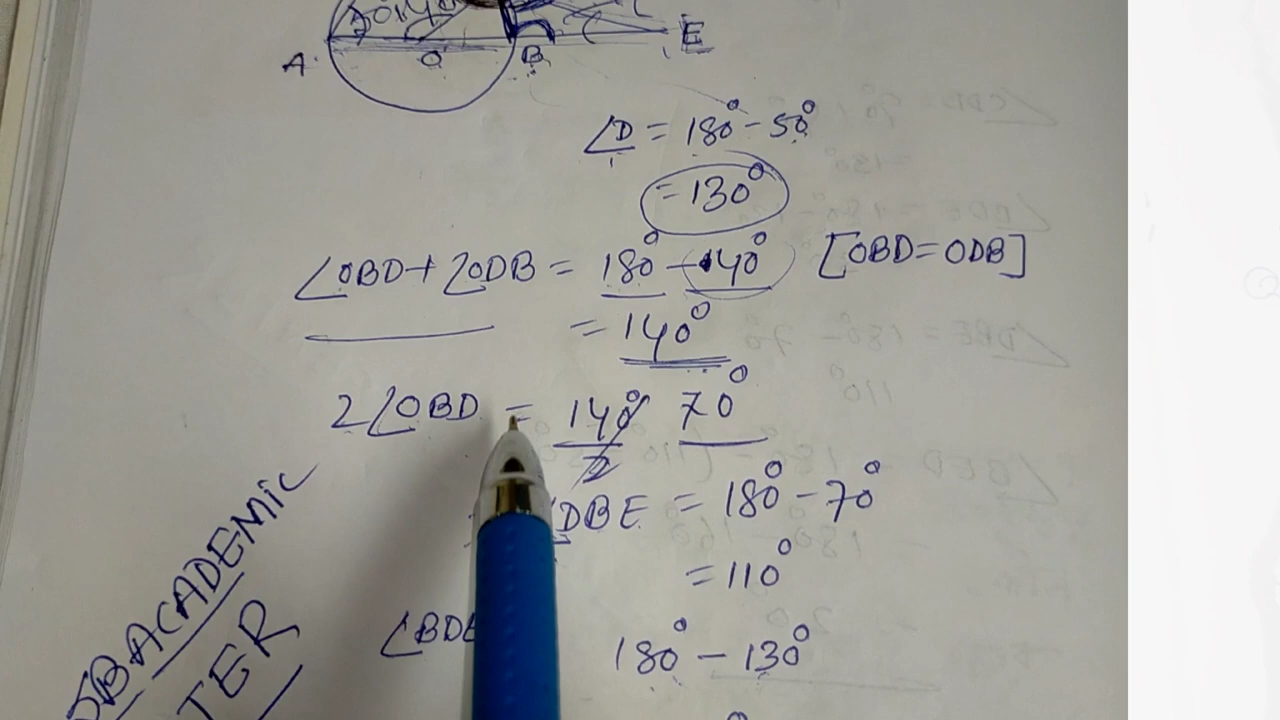 A.
O
B
E
∠D = 180° - 50°
= 130°
∠OBD + ∠ODB = 180° - 40° [OBD = ODB]
= 140°
2∠OBD = 140° 70°
2
DBE = 180° - 70°
= 110°
∠BD
180° - 130°
ACADEMIC
TER